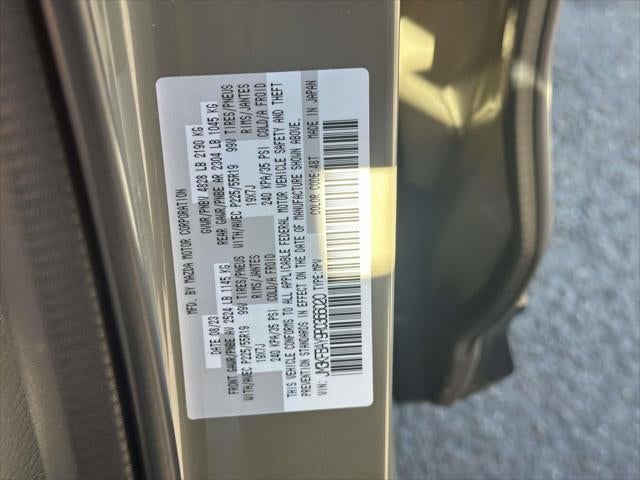 MFD. BY MAZDA MOTOR CORPORATION
DATE 08/23 GVWR/PNBV 4828 LB 2190 KG
FRONT GAWR/PNBE AV 2524 LB 1145 KG REAR GAWR/PNBE AR 2304 LB 1045 KG
WITH/AVEC P225/55R19 99V TIRES/PNEUS WITH/AVEC P225/55R19 99V TIRES/PNEUS
19X7J RIMS/JANTES 19X7J RIMS/JANTES
240 KPA/35 PSI COLD/A FROID 240 KPA/35 PSI COLD/A FROID
THIS VEHICLE CONFORMS TO ALL APPLICABLE FEDERAL MOTOR VEHICLE SAFETY AND THEFT
PREVENTION STANDARDS IN EFFECT ON THE DATE OF MANUFACTURE SHOWN ABOVE.
VIN: JM3KFBAY9R0366020 TYPE:MPV COLOR CODE:48T MADE IN JAPAN